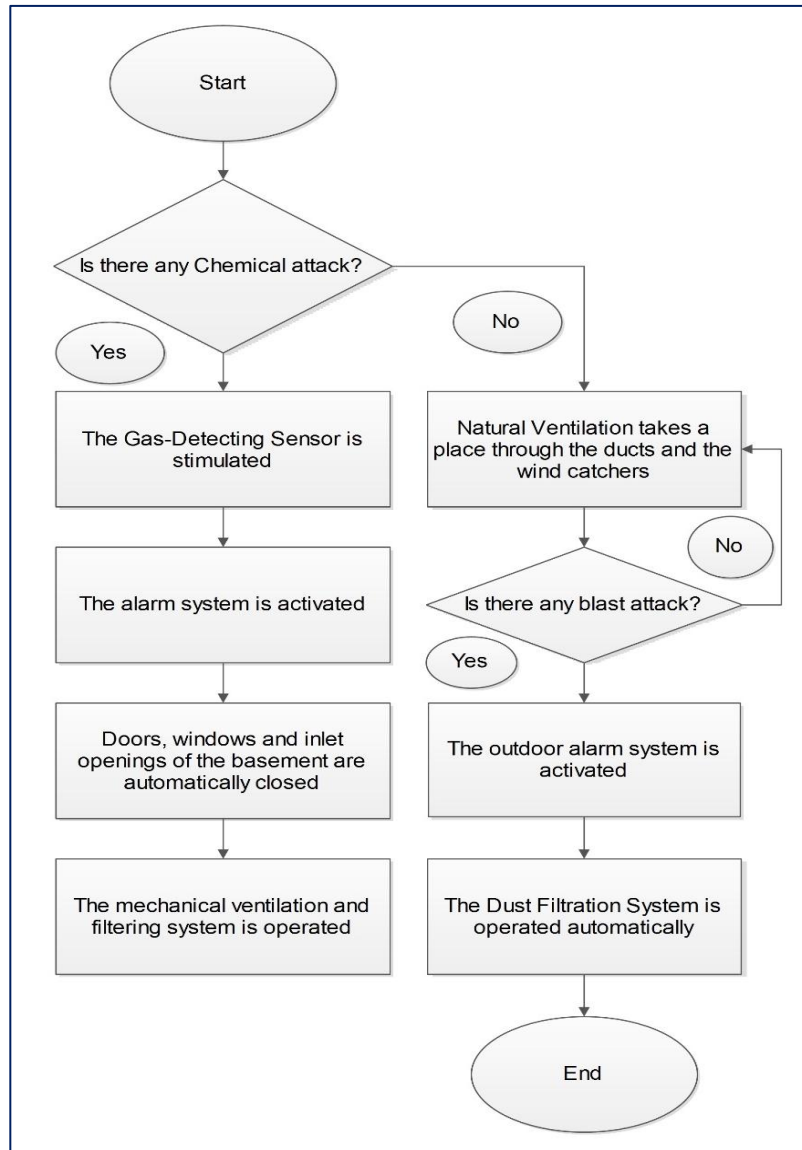 Start
Is there any Chemical attack?
Yes
No
The Gas-Detecting Sensor is
stimulated
Natural Ventilation takes a
place through the ducts and the
wind catchers
The alarm system is activated
Is there any blast attack?
No
Yes
Doors, windows and inlet
openings of the basement are
automatically closed
The outdoor alarm system is
activated
The mechanical ventilation and
filtering system is operated
The Dust Filtration System is
operated automatically
End